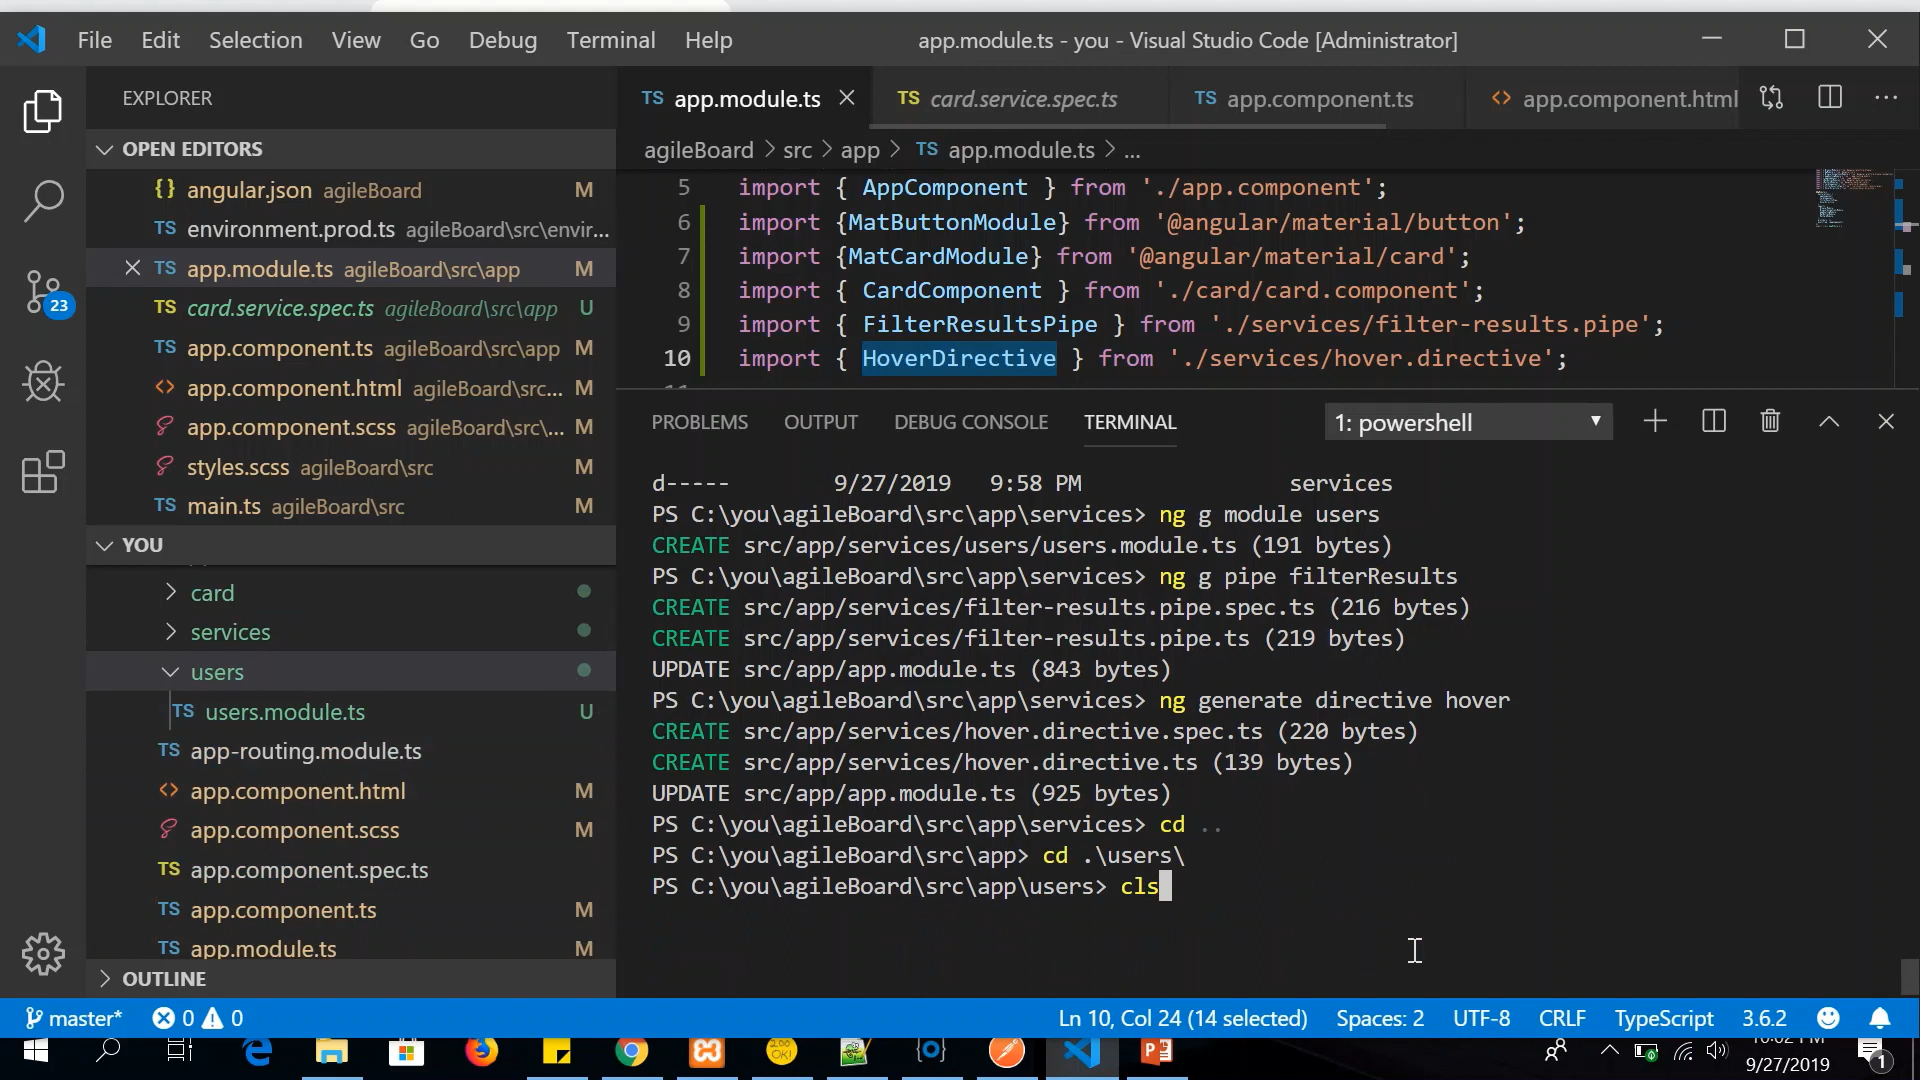 File Edit Selection View Go Debug Terminal Help
app.module.ts - you - Visual Studio Code [Administrator]
EXPLORER
OPEN EDITORS
{} angular.json agileBoard M
TS environment.prod.ts agileBoard\src\envir...
TS app.module.ts agileBoard\src\app M
TS card.service.spec.ts agileBoard\src\app U
TS app.component.ts agileBoard\src\app M
<> app.component.html agileBoard\src... M
app.component.scss agileBoard\src\... M
styles.scss agileBoard\src M
TS main.ts agileBoard\src M
YOU
card
services
users
TS users.module.ts U
TS app-routing.module.ts
<> app.component.html M
app.component.scss M
TS app.component.spec.ts
TS app.component.ts M
TS app.module.ts M
OUTLINE
23
TS app.module.ts
TS card.service.spec.ts
TS app.component.ts
<> app.component.html
agileBoard > src > app > TS app.module.ts > ...
5 import { AppComponent } from './app.component';
6 import {MatButtonModule} from '@angular/material/button';
7 import {MatCardModule} from '@angular/material/card';
8 import { CardComponent } from './card/card.component';
9 import { FilterResultsPipe } from './services/filter-results.pipe';
10 import { HoverDirective } from './services/hover.directive';
PROBLEMS OUTPUT DEBUG CONSOLE TERMINAL 1: powershell
d----- 9/27/2019 9:58 PM services
PS C:\you\agileBoard\src\app\services> ng g module users
CREATE src/app/services/users/users.module.ts (191 bytes)
PS C:\you\agileBoard\src\app\services> ng g pipe filterResults
CREATE src/app/services/filter-results.pipe.spec.ts (216 bytes)
CREATE src/app/services/filter-results.pipe.ts (219 bytes)
UPDATE src/app/app.module.ts (843 bytes)
PS C:\you\agileBoard\src\app\services> ng generate directive hover
CREATE src/app/services/hover.directive.spec.ts (220 bytes)
CREATE src/app/services/hover.directive.ts (139 bytes)
UPDATE src/app/app.module.ts (925 bytes)
PS C:\you\agileBoard\src\app\services> cd ..
PS C:\you\agileBoard\src\app> cd .\users\
PS C:\you\agileBoard\src\app\users> cls
master* 0 0 Ln 10, Col 24 (14 selected) Spaces: 2 UTF-8 CRLF TypeScript 3.6.2
10:02 PM
9/27/2019
1